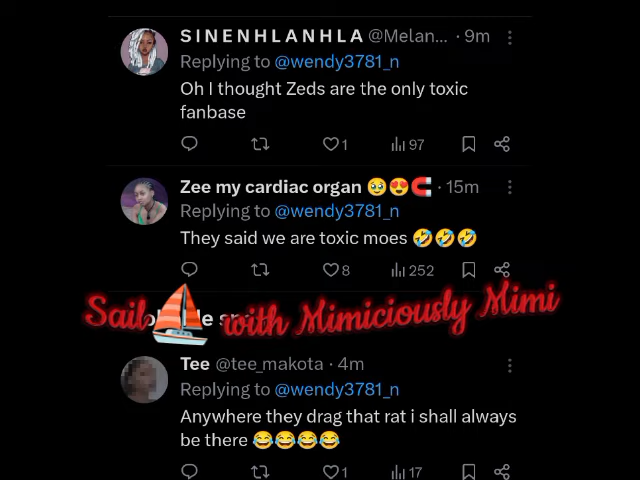 S I N E N H L A N H L A @Melan... · 9m
Replying to @wendy3781_n
Oh I thought Zeds are the only toxic
fanbase
1 97
Zee my cardiac organ 🥹😍🧲 · 15m
Replying to @wendy3781_n
They said we are toxic moes 🤣🤣🤣
8 252
Sail⛵ with Mimiciously Mimi
Tee @tee_makota · 4m
Replying to @wendy3781_n
Anywhere they drag that rat i shall always
be there 😂😂😂😂
1 17